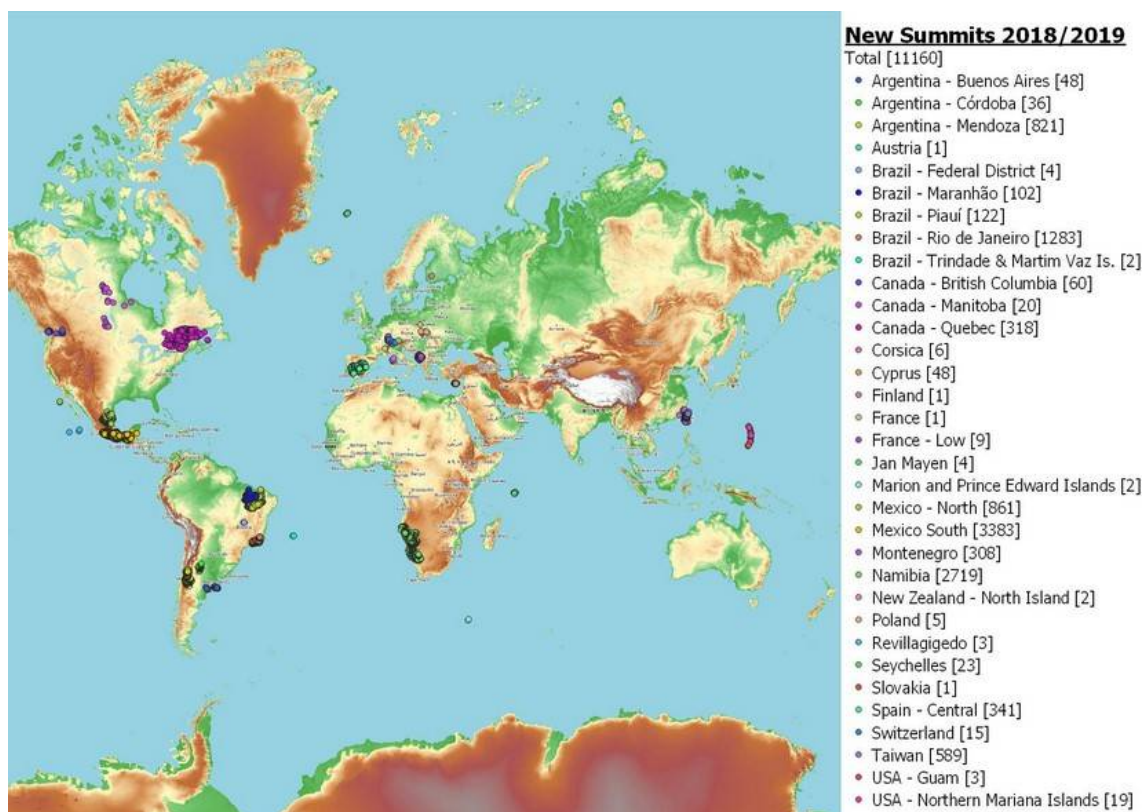 New Summits 2018/2019
Total [11160]
Argentina - Buenos Aires [48]
Argentina - Córdoba [36]
Argentina - Mendoza [821]
Austria [1]
Brazil - Federal District [4]
Brazil - Maranhão [102]
Brazil - Piauí [122]
Brazil - Rio de Janeiro [1283]
Brazil - Trindade & Martim Vaz Is. [2]
Canada - British Columbia [60]
Canada - Manitoba [20]
Canada - Quebec [318]
Corsica [6]
Cyprus [48]
Finland [1]
France [1]
France - Low [9]
Jan Mayen [4]
Marion and Prince Edward Islands [2]
Mexico - North [861]
Mexico South [3383]
Montenegro [308]
Namibia [2719]
New Zealand - North Island [2]
Poland [5]
Revillagigedo [3]
Seychelles [23]
Slovakia [1]
Spain - Central [341]
Switzerland [15]
Taiwan [589]
USA - Guam [3]
USA - Northern Mariana Islands [19]